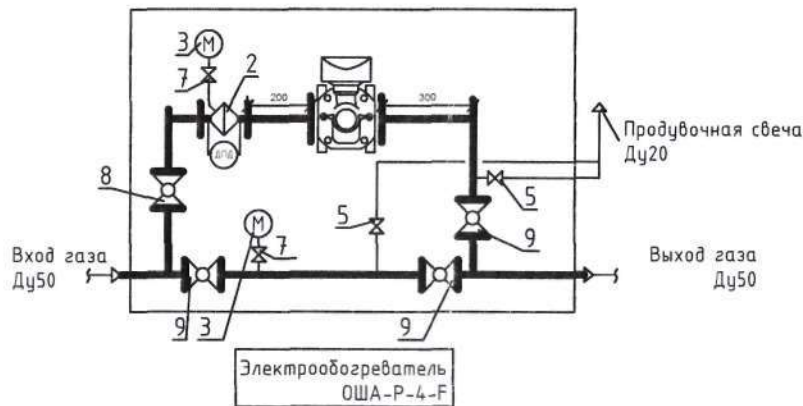 3
М
7
2
200
300
ДПД
8
5
Продувочная свеча
Ду20
5
М
7
9
Вход газа
Ду50
Выход газа
Ду50
9
3
9
Электрообогреватель
ОША-Р-4-F